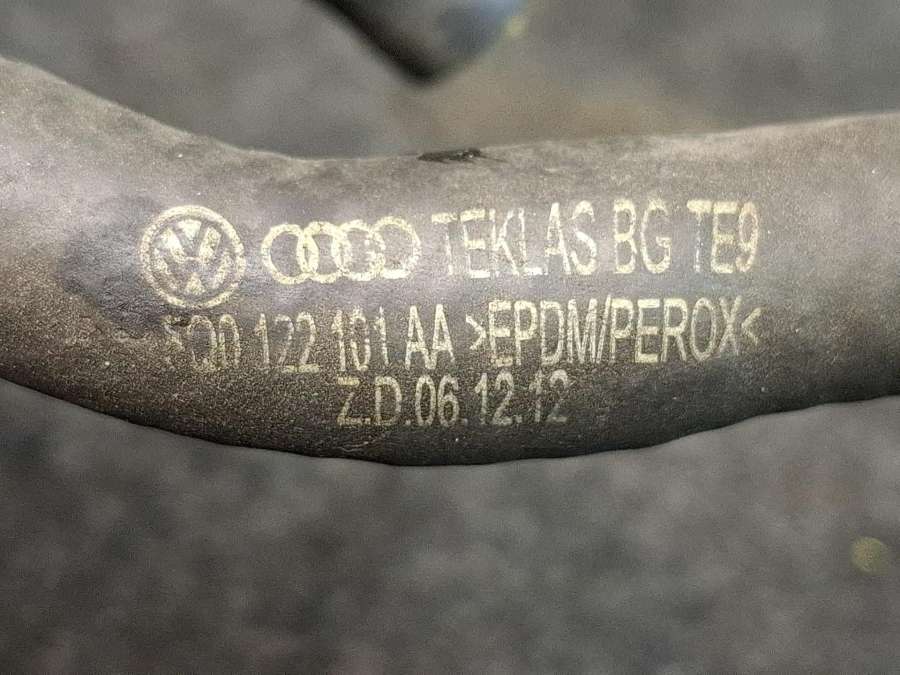 TEKLAS BG TE9
5Q0 122 101 AA >EPDM/PEROX<
Z.D.06.12.12